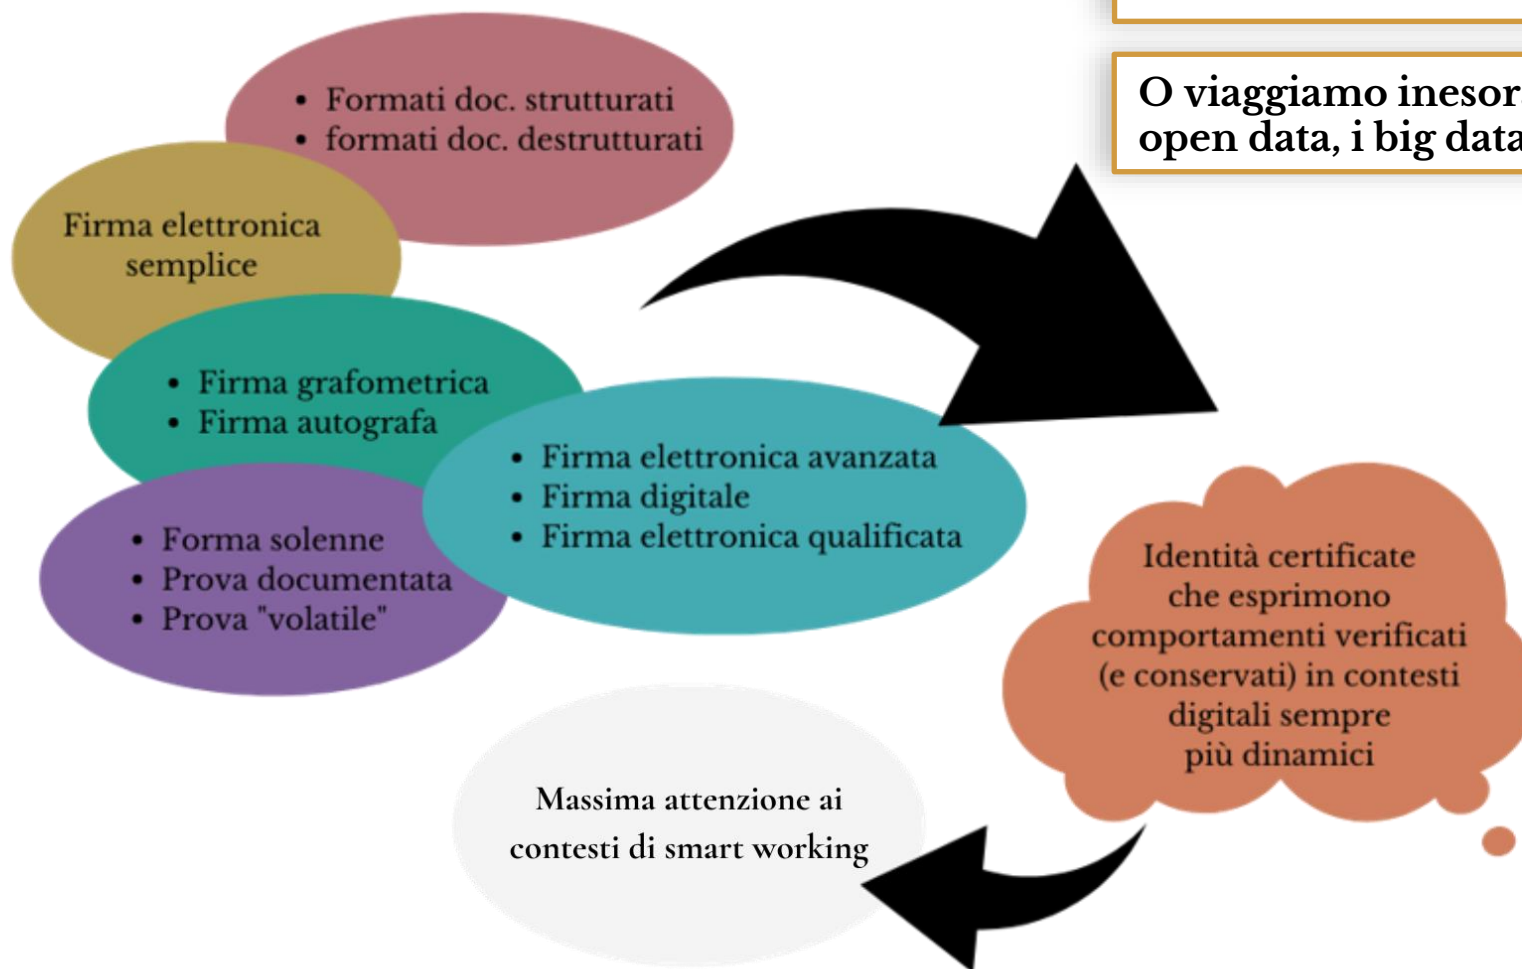 O viaggiamo
open data, i big data
• Formati doc. strutturati
• formati doc. destrutturati
Firma elettronica
semplice
• Firma grafometrica
• Firma autografa
• Firma elettronica avanzata
• Firma digitale
• Firma elettronica qualificata
• Forma solenne
• Prova documentata
• Prova "volatile"
Identità certificate
che esprimono
comportamenti verificati
(e conservati) in contesti
digitali sempre
più dinamici
Massima attenzione ai
contesti di smart working